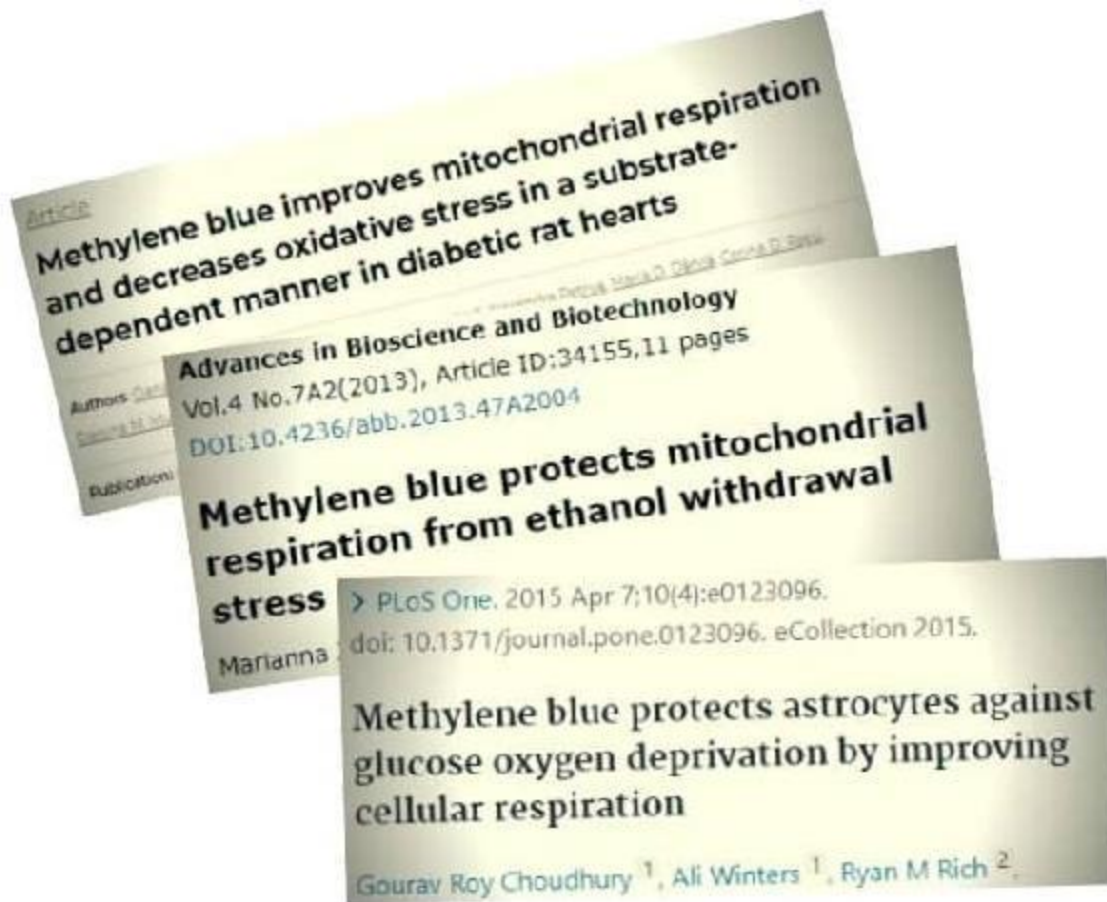 Article
Methylene blue improves mitochondrial respiration
and decreases oxidative stress in a substrate-
dependent manner in diabetic rat hearts
Authors
Publication:
Advances in Bioscience and Biotechnology
Vol.4 No.7A2(2013), Article ID:34155,11 pages
DOI:10.4236/abb.2013.47A2004
Methylene blue protects mitochondrial
respiration from ethanol withdrawal
stress
Marianna
> PLoS One. 2015 Apr 7;10(4):e0123096.
doi: 10.1371/journal.pone.0123096. eCollection 2015.
Methylene blue protects astrocytes against
glucose oxygen deprivation by improving
cellular respiration
Gourav Roy Choudhury 1, Ali Winters 1, Ryan M Rich 2,